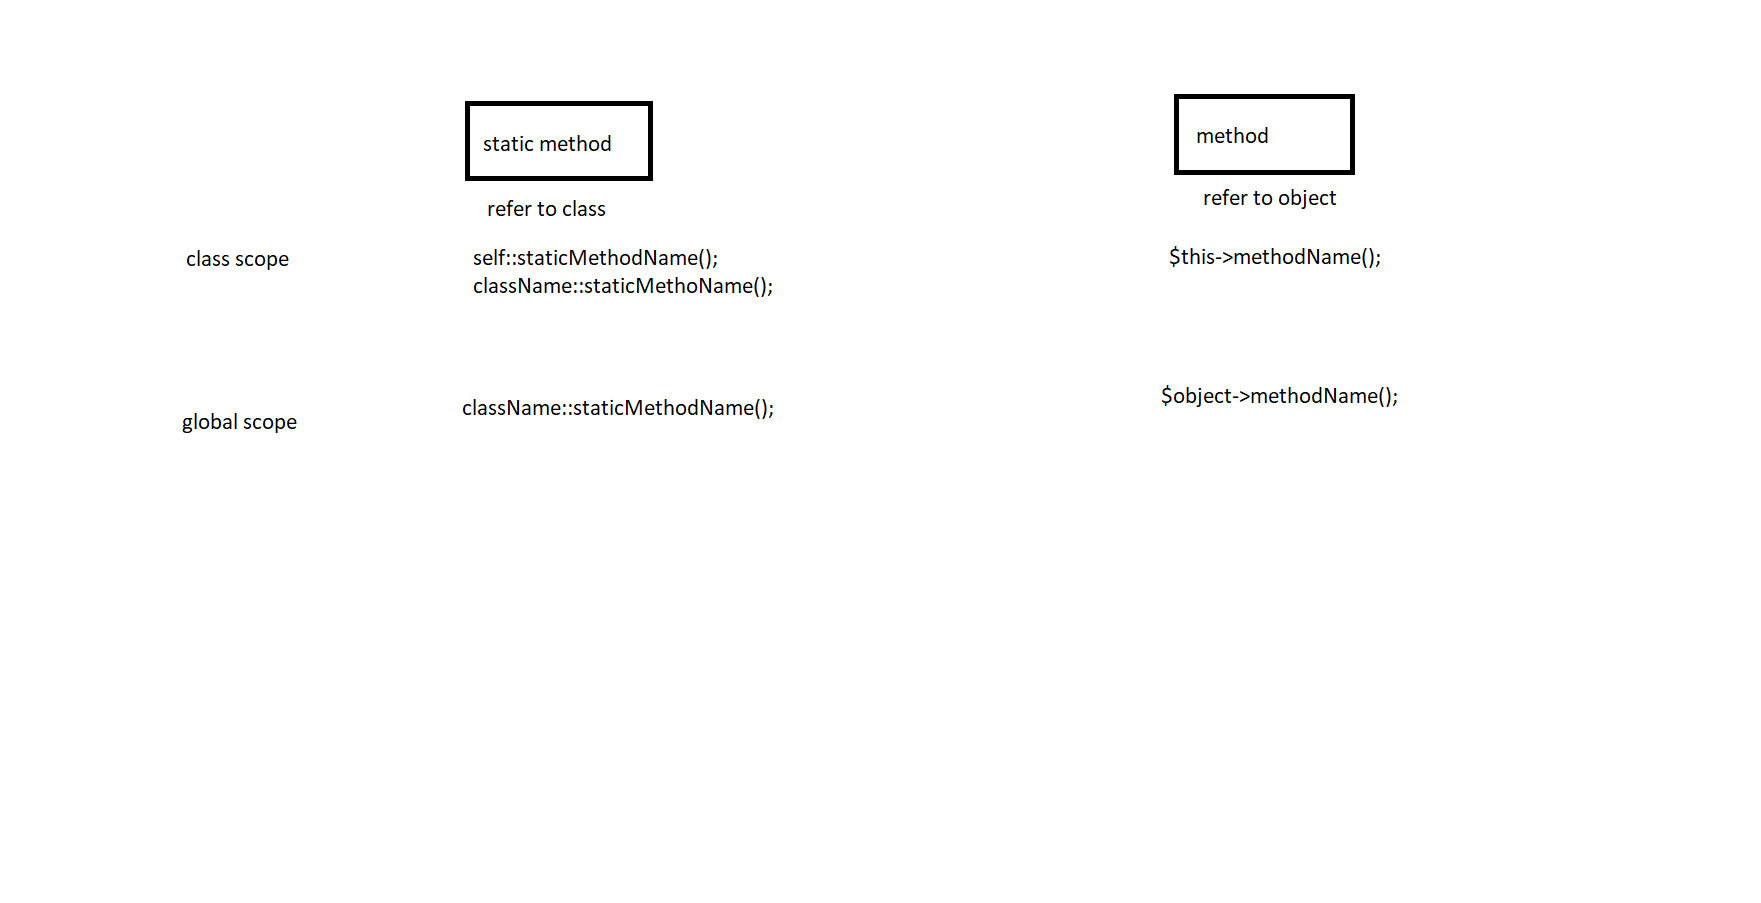 static method
method
refer to class
refer to object
class scope
self::staticMethodName();
$this->methodName();
className::staticMethoName();
global scope
className::staticMethodName();
$object->methodName();